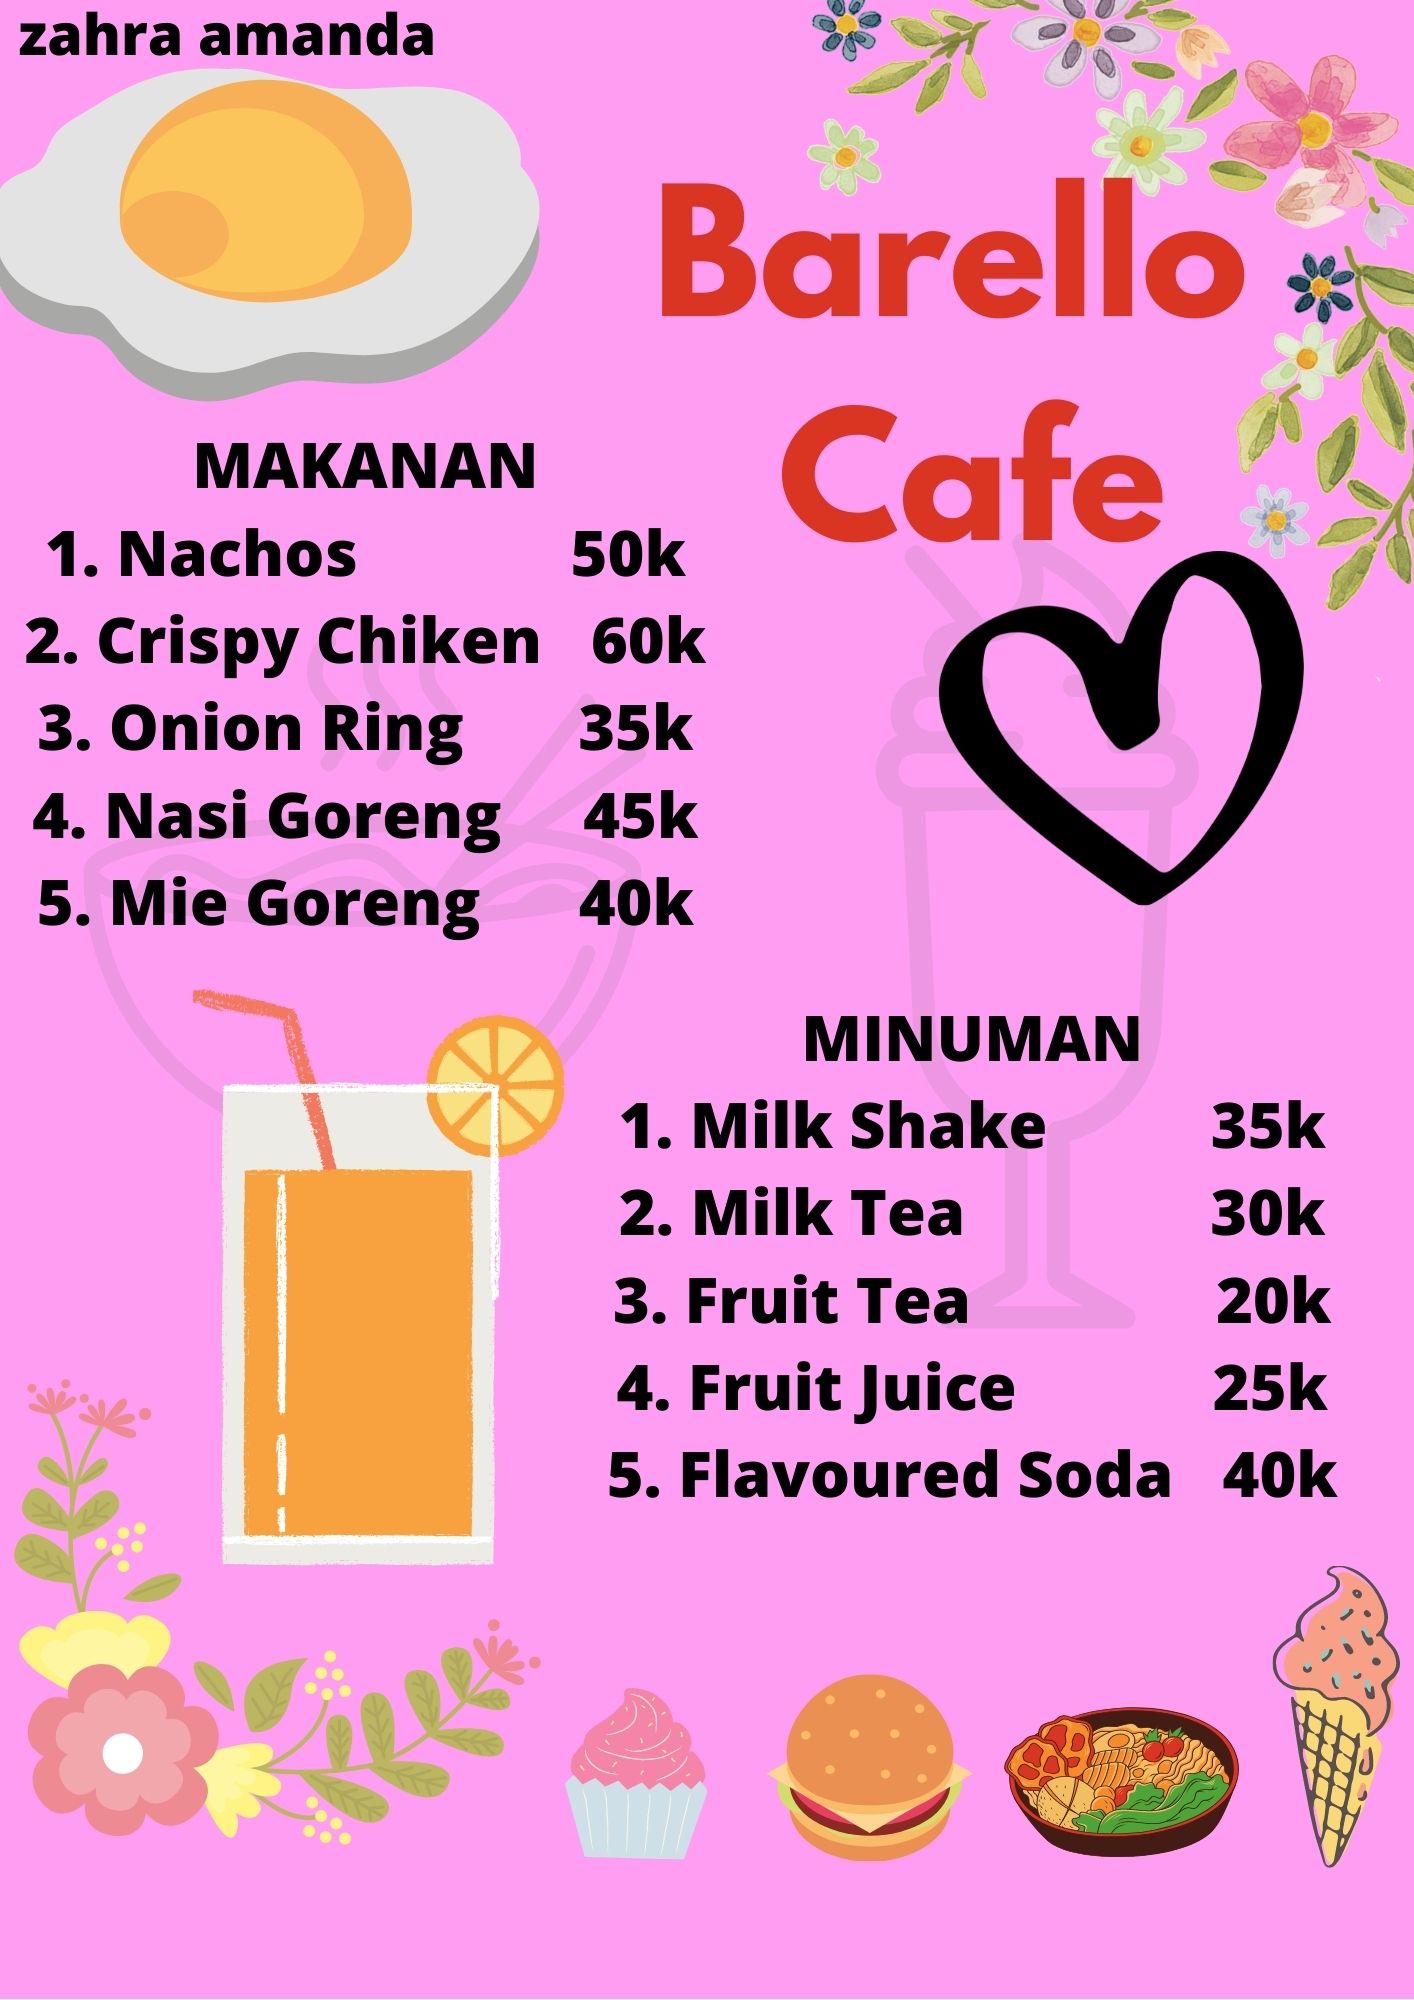 zahra amanda
Barello
Cafe
MAKANAN
1. Nachos 50k
2. Crispy Chiken 60k
3. Onion Ring 35k
4. Nasi Goreng 45k
5. Mie Goreng 40k
MINUMAN
1. Milk Shake 35k
2. Milk Tea 30k
3. Fruit Tea 20k
4. Fruit Juice 25k
5. Flavoured Soda 40k